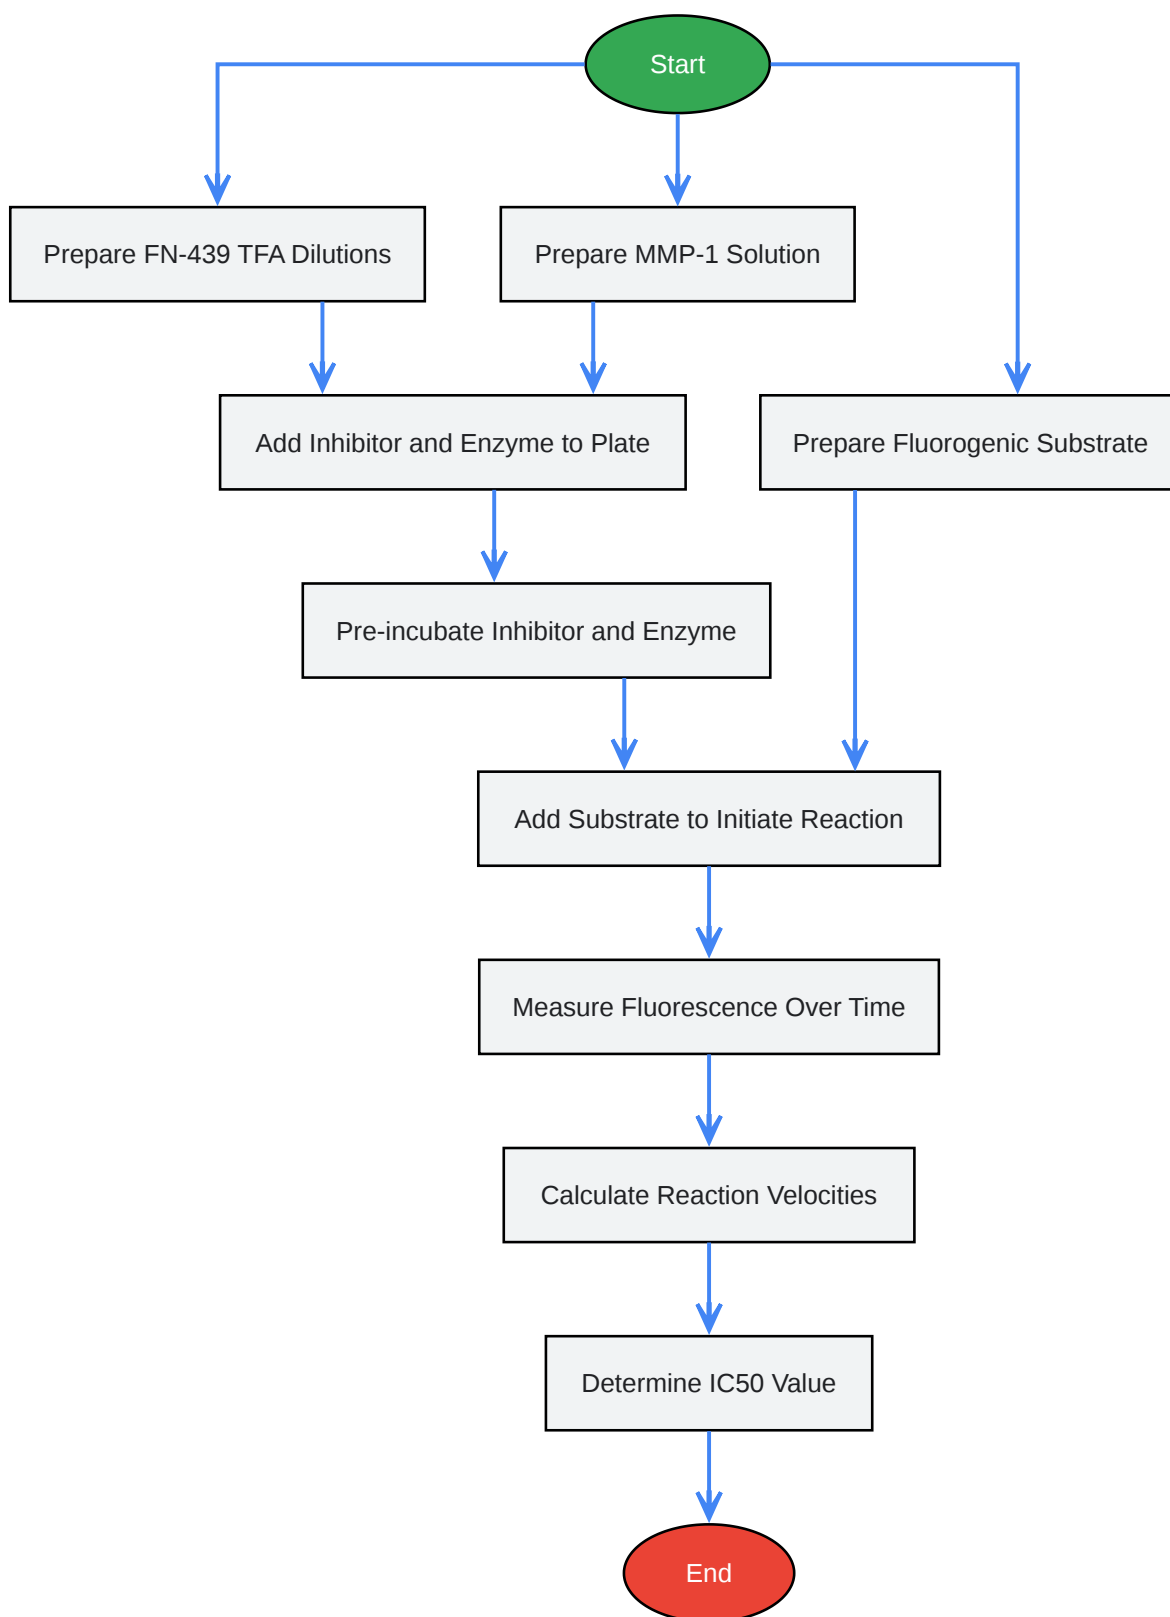 Start
Prepare FN-439 TFA Dilutions
Prepare MMP-1 Solution
Add Inhibitor and Enzyme to Plate
Prepare Fluorogenic Substrate
Pre-incubate Inhibitor and Enzyme
Add Substrate to Initiate Reaction
Measure Fluorescence Over Time
Calculate Reaction Velocities
Determine IC50 Value
End